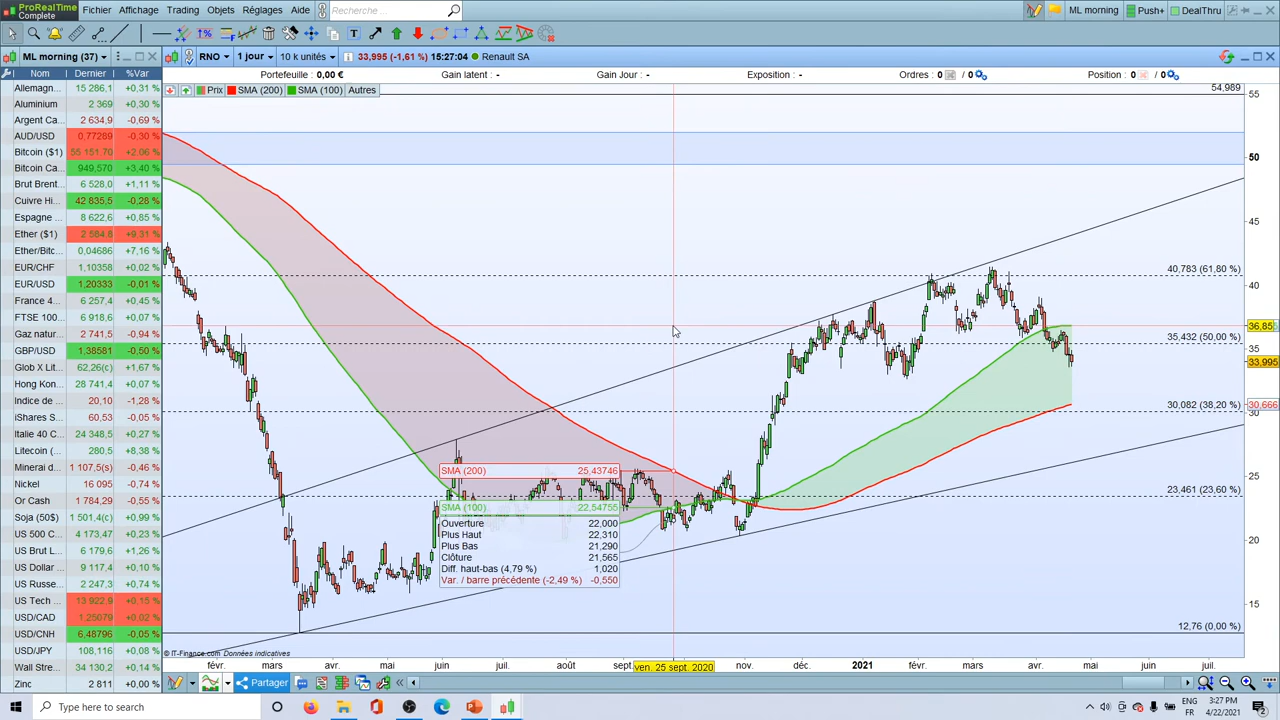 ProRealTime
Complete
Fichier Affichage Trading Objets Réglages Aide Recherche ... ML morning Push+ DealThru
ML morning (37) RNO 1 jour 10 k unités 33,995 (-1,61 %) 15:27:04 Renault SA
Nom Dernier %Var
Portefeuille : 0,00 € Gain latent : - Gain Jour : - Exposition : - Ordres : 0 / 0 Position : 0 / 0
Prix SMA (200) SMA (100) Autres
Allemagn... 15 286,1 +0,31 %
Aluminium 2 369 +0,30 %
Argent Ca... 2 634,9 -0,69 %
AUD/USD 0,77289 -0,30 %
Bitcoin ($1) 55 151.70 +2.06 %
Bitcoin Ca... 949,570 +3,40 %
Brut Brent... 6 528,0 +1,11 %
Cuivre Hi... 42 835,5 -0,28 %
Espagne ... 8 622,6 +0,85 %
Ether ($1) 2 584,8 +9,31 %
Ether/Bitc... 0,04686 +7,16 %
EUR/CHF 1,10358 +0,02 %
EUR/USD 1,20333 -0,01 %
France 4... 6 257,4 +0,45 %
FTSE 100... 6 918,6 +0,07 %
Gaz natur... 2 741,5 -0,94 %
GBP/USD 1,38581 -0,50 %
Glob X Lit... 62,26(c) +1,67 %
Hong Kon... 28 741,4 +0,07 %
Indice de ... 20,10 -1,28 %
iShares S... 60,53 -0,05 %
Italie 40 C... 24 348,5 +0,27 %
Litecoin (... 280,5 +8,38 %
Minerai d... 1 107,5(s) -0,46 %
Nickel 16 095 -0,74 %
Or Cash 1 784,29 -0,55 %
Soja (50$) 1 501,4(c) +0,99 %
US 500 C... 4 173,47 +0,23 %
US Brut L... 6 179,6 +1,26 %
US Dollar ... 9 117,4 +0,10 %
US Russe... 2 247,7 +0,74 %
US Tech ... 13 922,9 +0,15 %
USD/CAD 1,25079 +0,02 %
USD/CNH 6,48796 -0,05 %
USD/JPY 108,116 +0,08 %
Wall Stre... 34 130,2 +0,14 %
Zinc 2 811 +0,00 %
54,989
55
50
45
40,783 (61,80 %)
40
36,855
35,432 (50,00 %)
35
33,995
30,082 (38,20 %)
30,666
30
25
23,461 (23,60 %)
20
15
12,76 (0,00 %)
SMA (200) 25,43746
SMA (100) 22,54755
Ouverture 22,000
Plus Haut 22,310
Plus Bas 21,290
Clôture 21,565
Diff. haut-bas (4,79 %) 1,020
Var. / barre précédente (-2,49 %) -0,550
© IT-Finance.com Données indicatives
févr. mars avr. mai juil. août sept. ven. 25 sept. 2020 nov. déc. 2021 févr. mars avr. mai juin juil.
Partager
Type here to search
ENG
FR
3:27 PM
4/22/2021
2